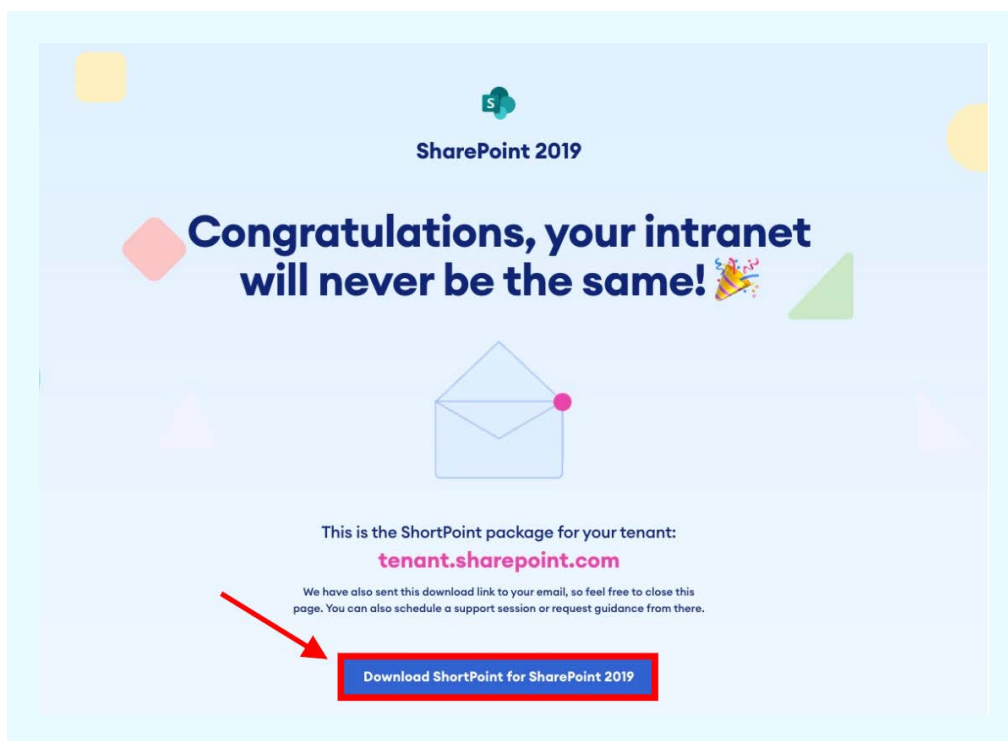 S
SharePoint 2019
Congratulations, your intranet
will never be the same!
This is the ShortPoint package for your tenant:
tenant.sharepoint.com
We have also sent this download link to your email, so feel free to close this
page. You can also schedule a support session or request guidance from there.
Download ShortPoint for SharePoint 2019